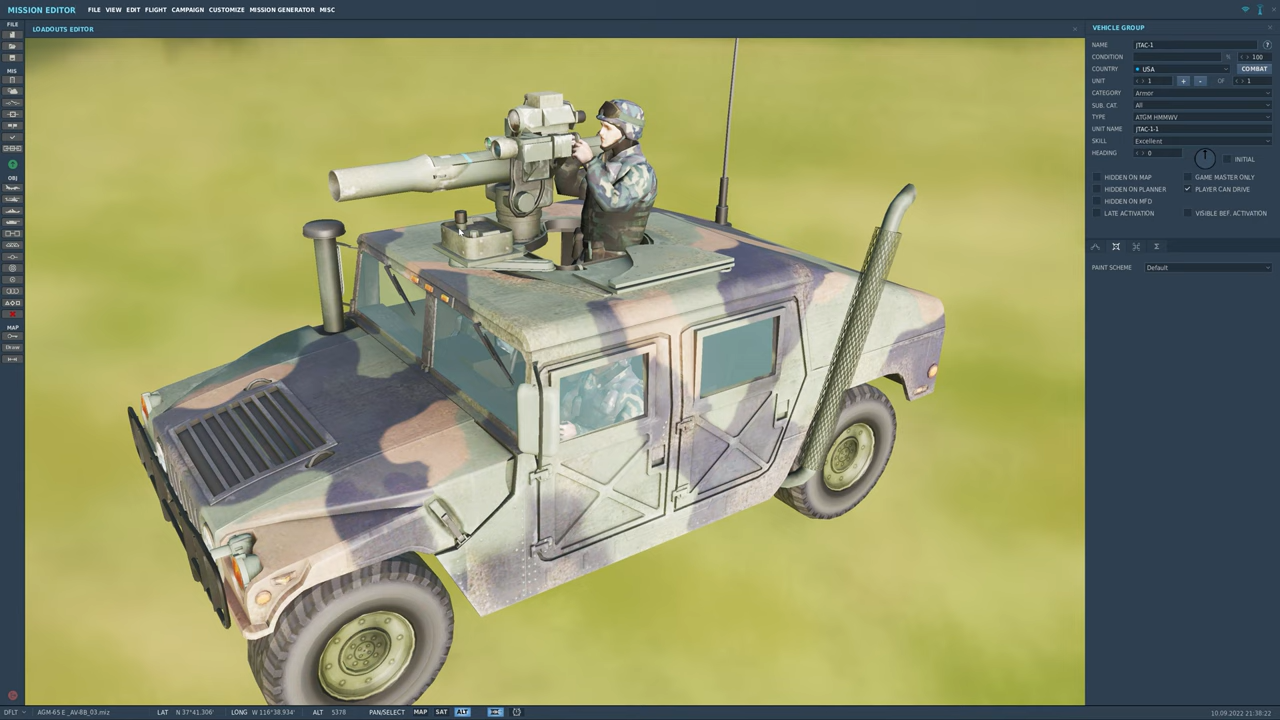 MISSION EDITOR FILE VIEW EDIT FLIGHT CAMPAIGN CUSTOMIZE MISSION GENERATOR MISC
FILE
LOADOUTS EDITOR
VEHICLE GROUP
NAME JTAC-1 ?
CONDITION % < > 100
COUNTRY USA COMBAT
UNIT < > 1 + - OF < > 1
CATEGORY Armor
SUB. CAT. All
TYPE ATGM HMMWV
UNIT NAME JTAC-1-1
SKILL Excellent
HEADING < > 0 INITIAL
HIDDEN ON MAP GAME MASTER ONLY
HIDDEN ON PLANNER PLAYER CAN DRIVE
HIDDEN ON MFD
LATE ACTIVATION VISIBLE BEF. ACTIVATION
PAINT SCHEME Default
MIS
OBJ
MAP
Draw
DFLT AGM-65 E _AV-8B_03.miz LAT N 37°41.306' LONG W 116°38.934' ALT 5378 PAN/SELECT MAP SAT ALT 10.09.2022 21:38:22